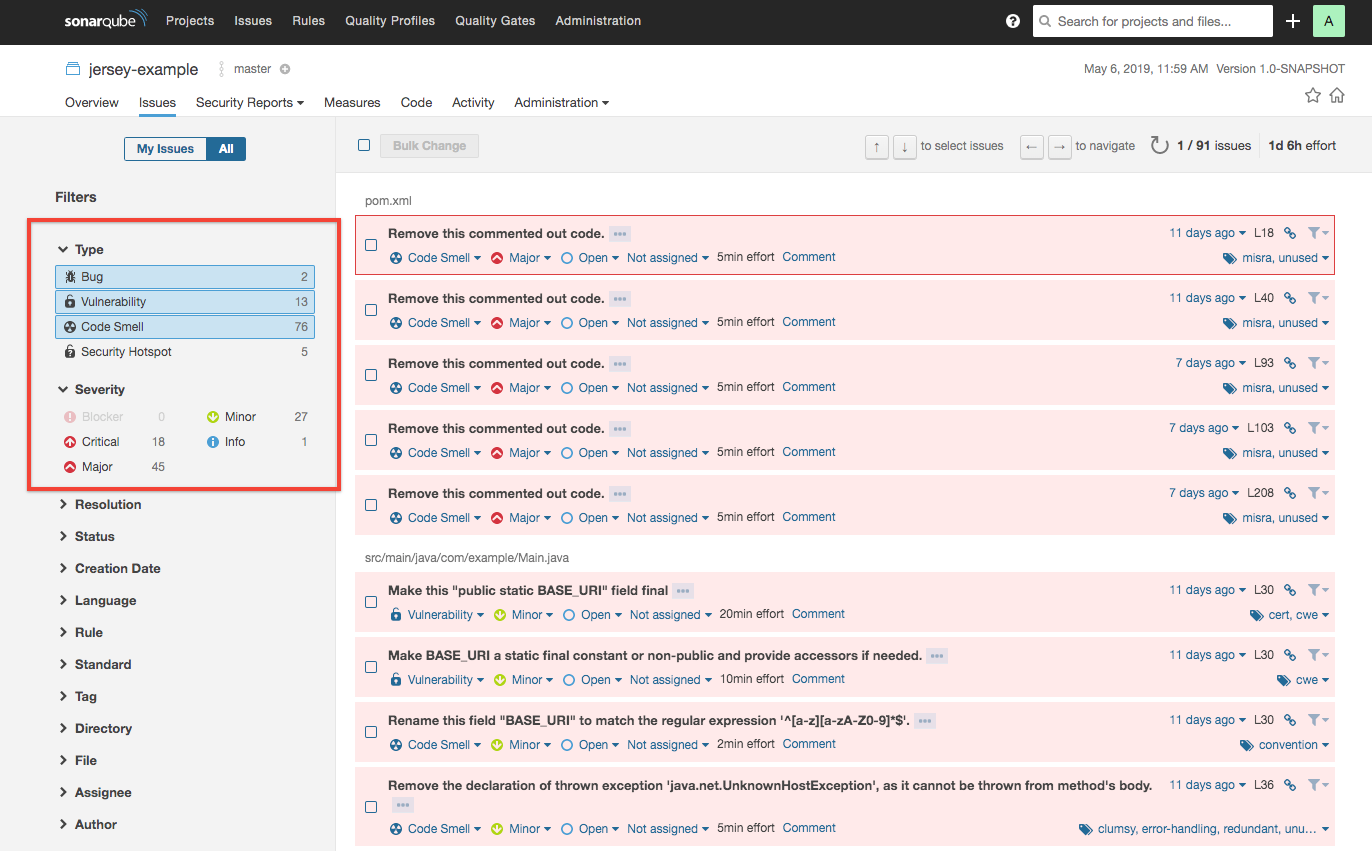 sonarqube Projects Issues Rules Quality Profiles Quality Gates Administration ? Search for projects and files... A
jersey-example master May 6, 2019, 11:59 AM Version 1.0-SNAPSHOT
Overview Issues Security Reports Measures Code Activity Administration
My Issues All
Filters
Type
Bug 2
Vulnerability 13
Code Smell 76
Security Hotspot 5
Severity
Blocker 0 Minor 27
Critical 18 Info 1
Major 45
Resolution
Status
Creation Date
Language
Rule
Standard
Tag
Directory
File
Assignee
Author
Bulk Change ↑ ↓ to select issues ← → to navigate 1 / 91 issues 1d 6h effort
pom.xml
Remove this commented out code. ••• 11 days ago L18
Code Smell Major Open Not assigned 5min effort Comment misra, unused
Remove this commented out code. ••• 11 days ago L40
Code Smell Major Open Not assigned 5min effort Comment misra, unused
Remove this commented out code. ••• 7 days ago L93
Code Smell Major Open Not assigned 5min effort Comment misra, unused
Remove this commented out code. ••• 7 days ago L103
Code Smell Major Open Not assigned 5min effort Comment misra, unused
Remove this commented out code. ••• 7 days ago L208
Code Smell Major Open Not assigned 5min effort Comment misra, unused
src/main/java/com/example/Main.java
Make this "public static BASE_URI" field final ••• 11 days ago L30
Vulnerability Minor Open Not assigned 20min effort Comment cert, cwe
Make BASE_URI a static final constant or non-public and provide accessors if needed. ••• 11 days ago L30
Vulnerability Minor Open Not assigned 10min effort Comment cwe
Rename this field "BASE_URI" to match the regular expression '^[a-z][a-zA-Z0-9]*$'. ••• 11 days ago L30
Code Smell Minor Open Not assigned 2min effort Comment convention
Remove the declaration of thrown exception 'java.net.UnknownHostException', as it cannot be thrown from method's body. 11 days ago L36
•••
Code Smell Minor Open Not assigned 5min effort Comment clumsy, error-handling, redundant, unu…